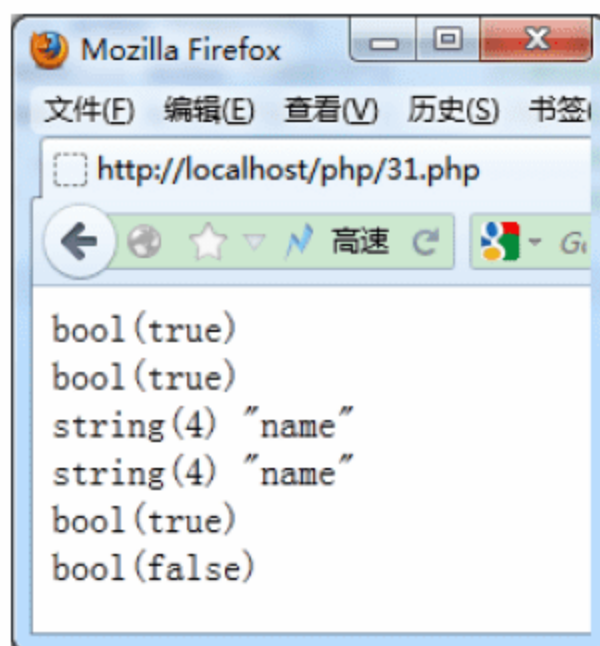 Mozilla Firefox
文件(F) 编辑(E) 查看(V) 历史(S) 书签
http://localhost/php/31.php
高速
bool(true)
bool(true)
string(4) "name"
string(4) "name"
bool(true)
bool(false)